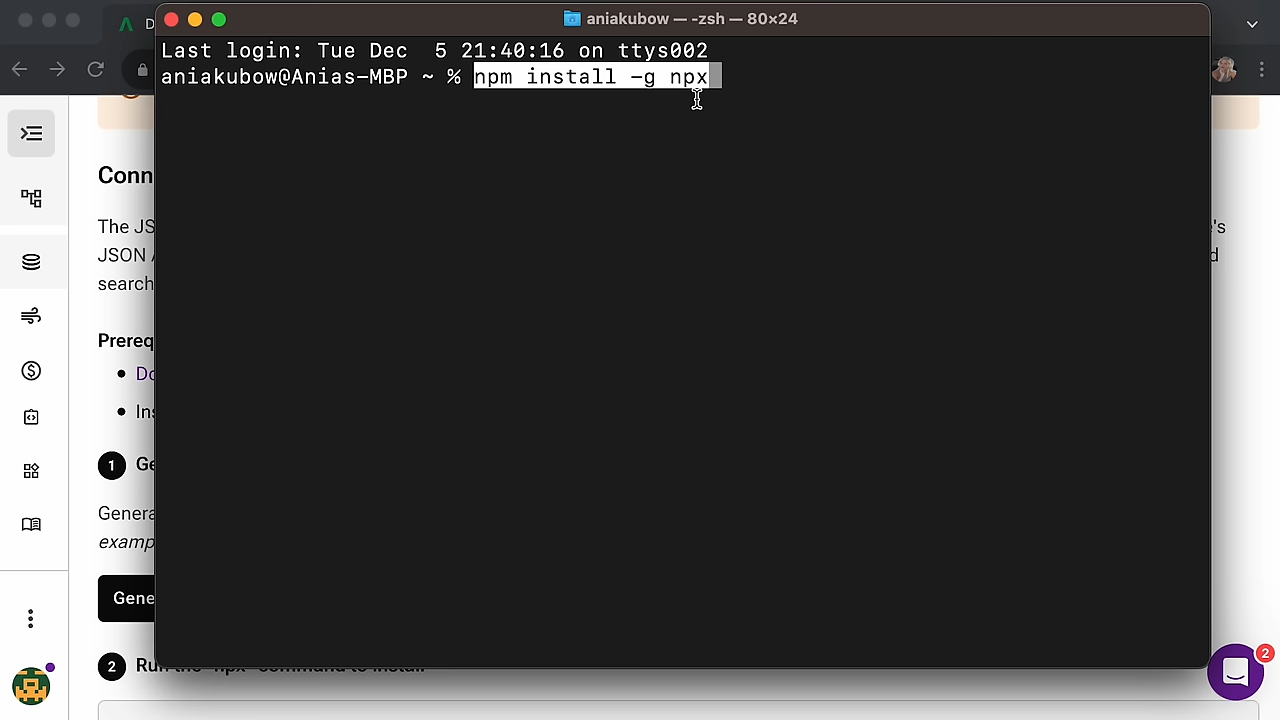 aniakubow — -zsh — 80×24
Last login: Tue Dec  5 21:40:16 on ttys002
aniakubow@Anias-MBP ~ % npm install -g npx
D
Conn
The JS
's
JSON
d
search
Prereq
Do
Ins
1 Ge
Genera
examp
Gene
2 Run the "npx" command to install
2